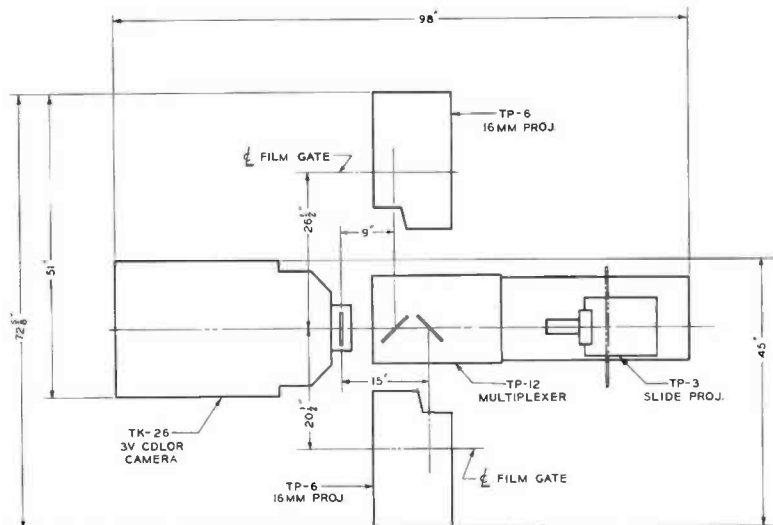 98"
TP-6
16MM PROJ.
℄ FILM GATE
26½"
9"
51"
72⅝"
45"
15"
20½"
TP-12
MULTIPLEXER
TP-3
SLIDE PROJ.
TK-26
3V COLOR
CAMERA
℄ FILM GATE
TP-6
16MM PROJ.